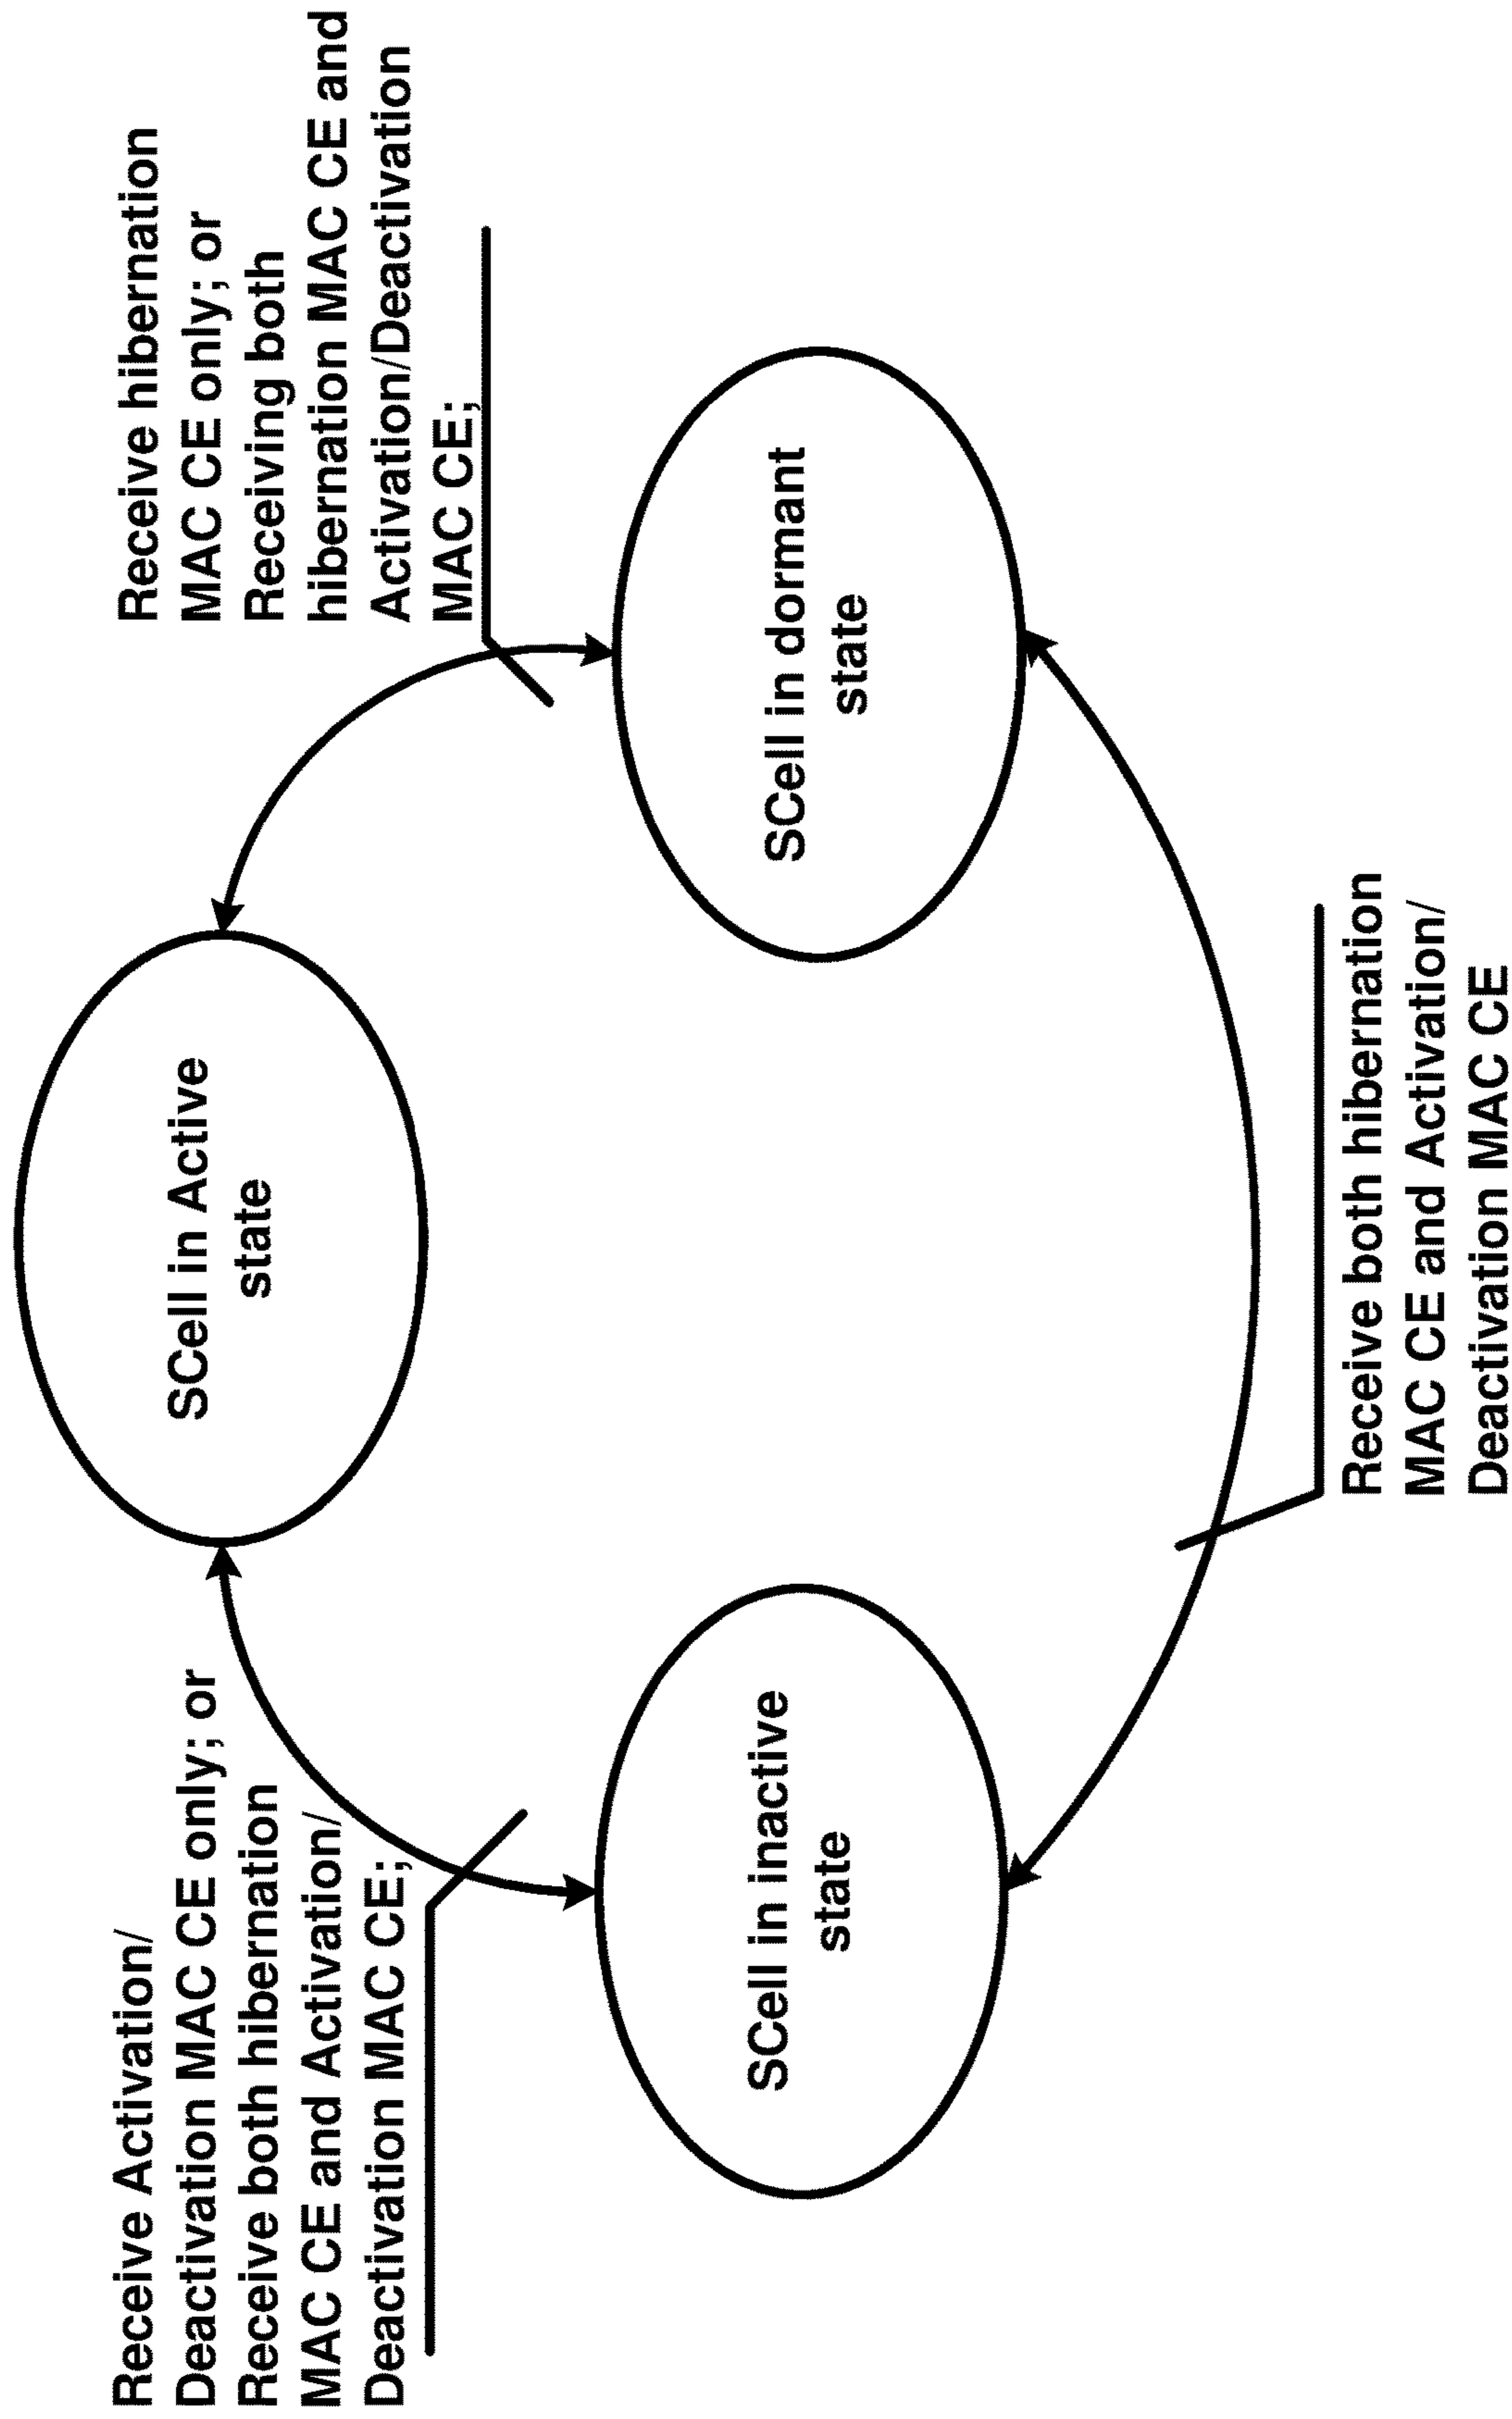 Receive Activation/
Deactivation MAC CE only; or
Receive both hibernation
MAC CE and Activation/
Deactivation MAC CE;
SCell in Active
state
Receive hibernation
MAC CE only; or
Receiving both
hibernation MAC CE and
Activation/Deactivation
MAC CE;
SCell in inactive
state
SCell in dormant
state
Receive both hibernation
MAC CE and Activation/
Deactivation MAC CE